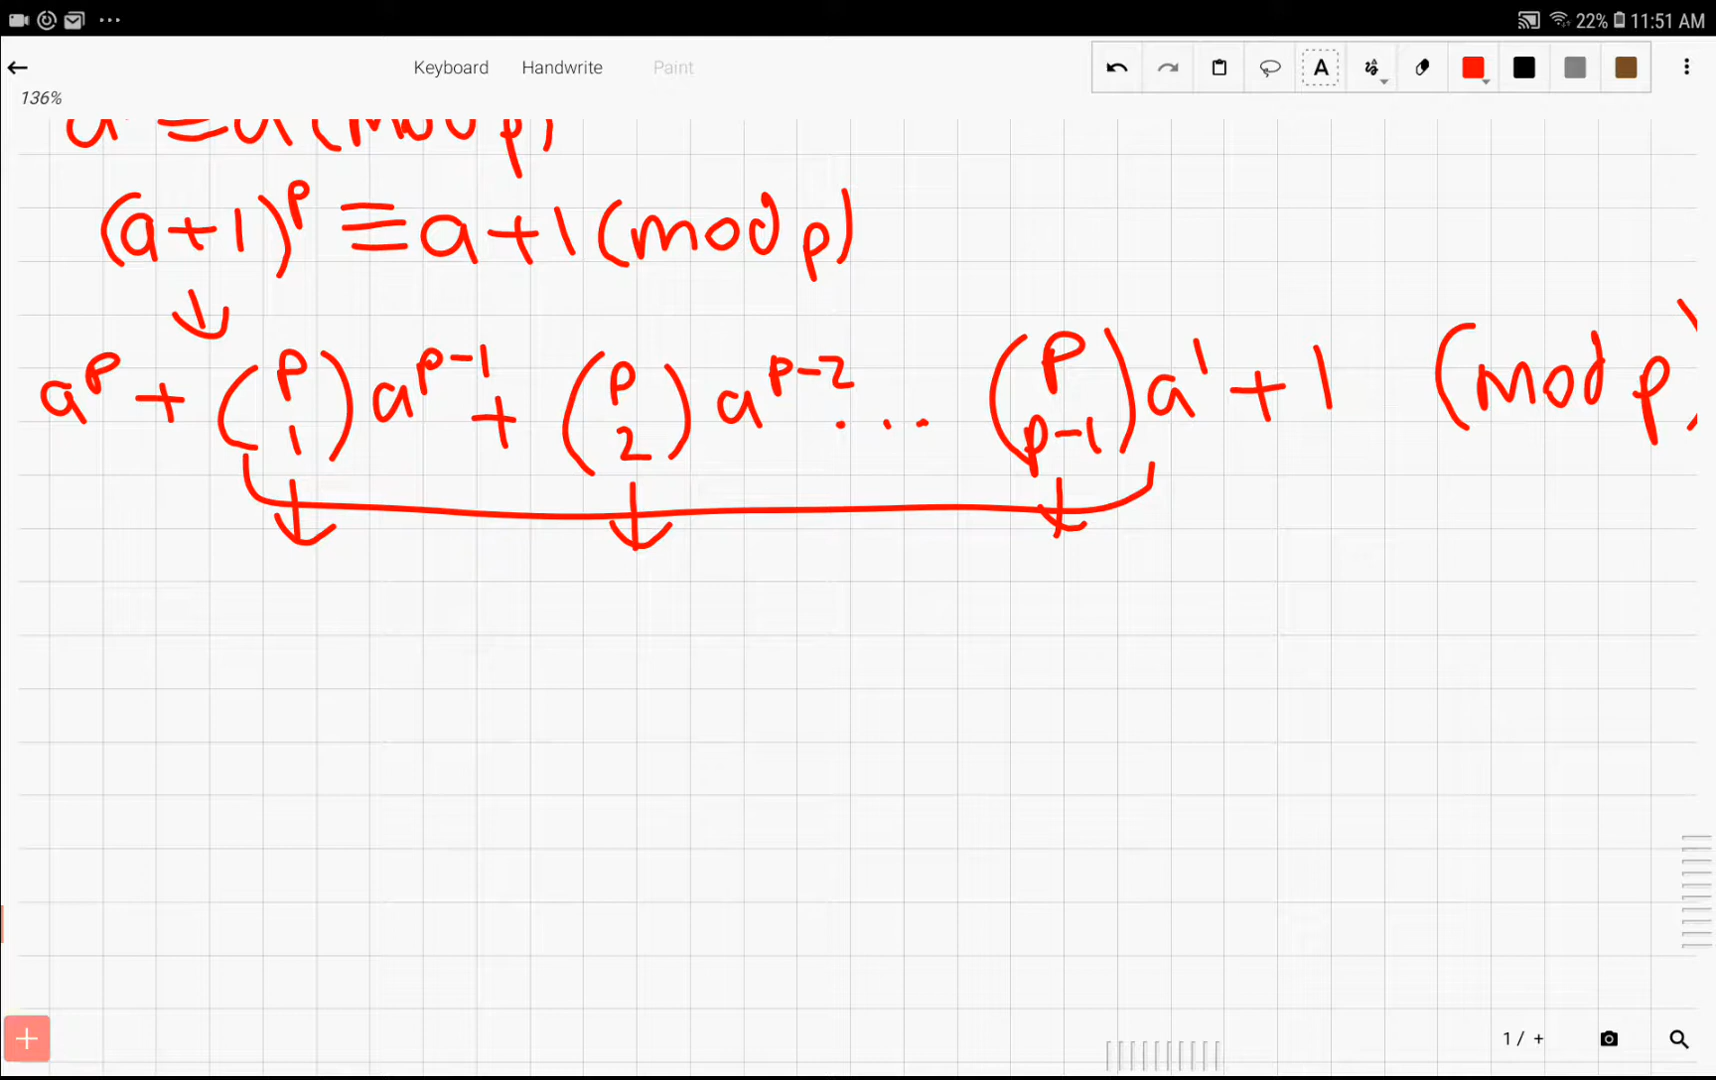 22% 11:51 AM
Keyboard Handwrite Paint A
136%
a^p ≡ a (mod p)
(a+1)^p ≡ a+1 (mod p)
a^p + (p 1) a^(p-1) + (p 2) a^(p-2) ... (p p-1) a^1 + 1 (mod p)
1 / +